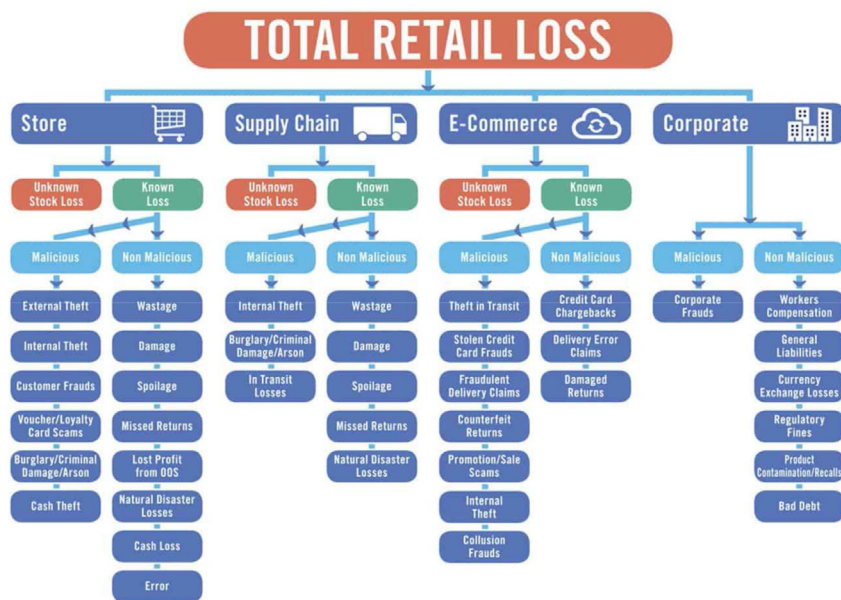 TOTAL RETAIL LOSS
Store
Supply Chain
E-Commerce
Corporate
Unknown
Stock Loss
Known
Loss
Unknown
Stock Loss
Known
Loss
Unknown
Stock Loss
Known
Loss
Malicious
Non Malicious
Malicious
Non Malicious
Malicious
Non Malicious
Malicious
Non Malicious
External Theft
Internal Theft
Customer Frauds
Voucher/Loyalty
Card Scams
Burglary/Criminal
Damage/Arson
Cash Theft
Wastage
Damage
Spoilage
Missed Returns
Lost Profit
from OOS
Natural Disaster
Losses
Cash Loss
Error
Internal Theft
Burglary/Criminal
Damage/Arson
In Transit
Losses
Wastage
Damage
Spoilage
Missed Returns
Natural Disaster
Losses
Theft in Transit
Stolen Credit
Card Frauds
Fraudulent
Delivery Claims
Counterfeit
Returns
Promotion/Sale
Scams
Internal
Theft
Collusion
Frauds
Credit Card
Chargebacks
Delivery Error
Claims
Damaged
Returns
Corporate
Frauds
Workers
Compensation
General
Liabilities
Currency
Exchange Losses
Regulatory
Fines
Product
Contamination/Recalls
Bad Debt